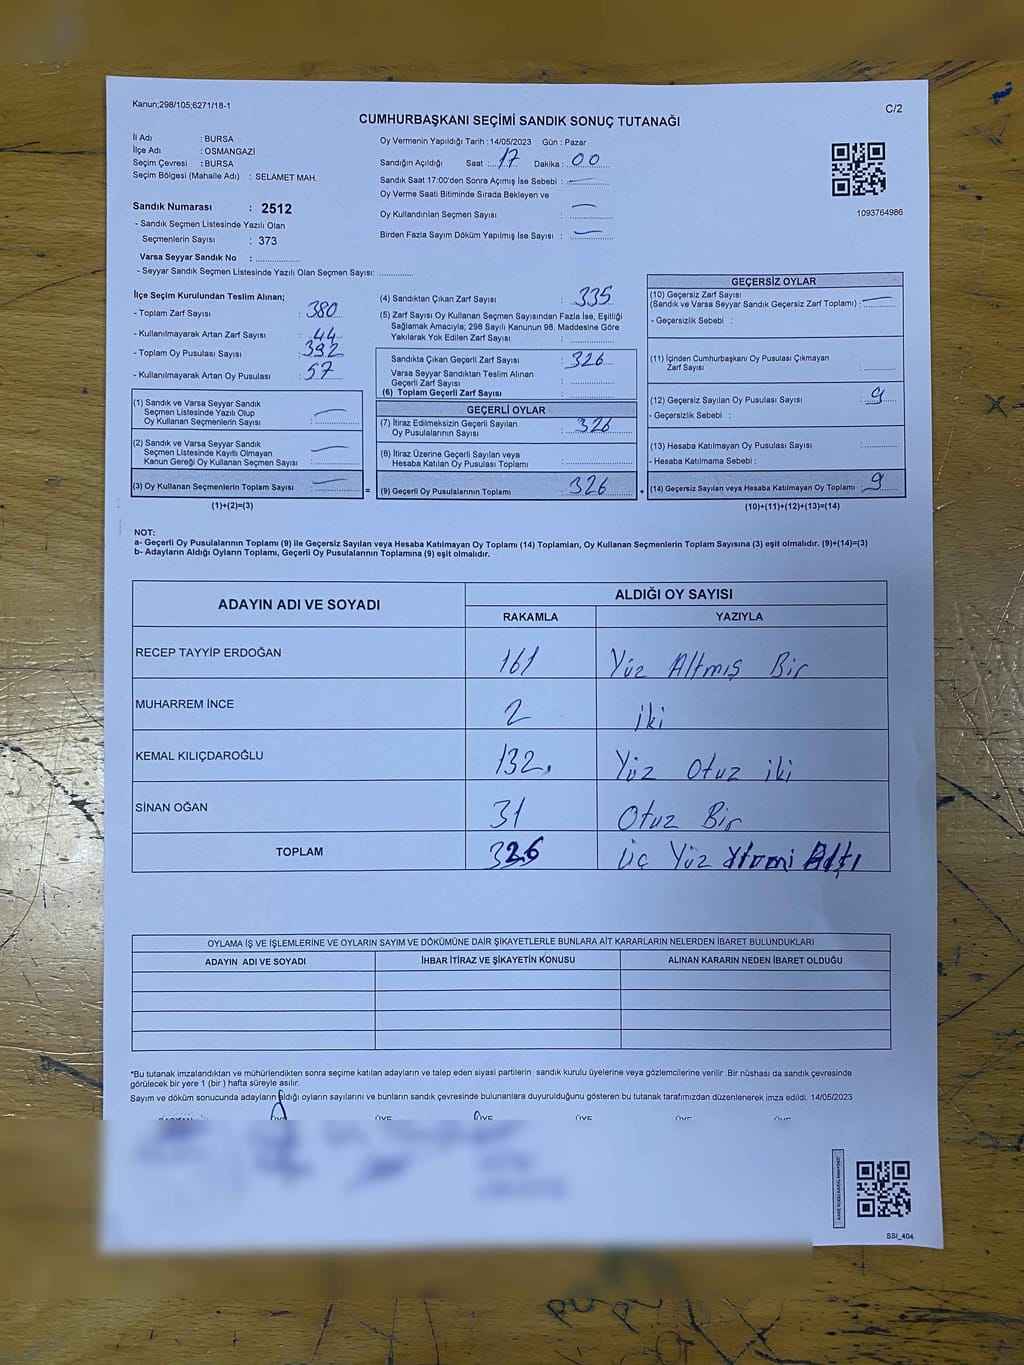 Kanun;298/105;6271/18-1
C/2
CUMHURBAŞKANI SEÇİMİ SANDIK SONUÇ TUTANAĞI
İl Adı : BURSA
İlçe Adı : OSMANGAZİ
Seçim Çevresi : BURSA
Seçim Bölgesi (Mahalle Adı) : SELAMET MAH.
Sandık Numarası : 2512
- Sandık Seçmen Listesinde Yazılı Olan
Seçmenlerin Sayısı : 373
Varsa Seyyar Sandık No : ....................
- Seyyar Sandık Seçmen Listesinde Yazılı Olan Seçmen Sayısı: ..............
Oy Vermenin Yapıldığı Tarih :14/05/2023 Gün : Pazar
Sandığın Açıldığı Saat : 17 Dakika : 00
Sandık Saat 17:00'den Sonra Açımış İse Sebebi :
Oy Verme Saati Bitiminde Sırada Bekleyen ve
Oy Kullandırılan Seçmen Sayısı :
Birden Fazla Sayım Döküm Yapılmış İse Sayısı :
1093764986
İlçe Seçim Kurulundan Teslim Alınan;
- Toplam Zarf Sayısı : 380
- Kullanılmayarak Artan Zarf Sayısı : 44
- Toplam Oy Pusulası Sayısı : 392
- Kullanılmayarak Artan Oy Pusulası : 57
(1) Sandık ve Varsa Seyyar Sandık
Seçmen Listesinde Yazılı Olup
Oy Kullanan Seçmenlerin Sayısı :
(2) Sandık ve Varsa Seyyar Sandık
Seçmen Listesinde Kayıtlı Olmayan
Kanun Gereği Oy Kullanan Seçmen Sayısı :
(3) Oy Kullanan Seçmenlerin Toplam Sayısı :
(1)+(2)=(3)
=
(4) Sandıktan Çıkan Zarf Sayısı : 335
(5) Zarf Sayısı Oy Kullanan Seçmen Sayısından Fazla İse, Eşitliği
Sağlamak Amacıyla; 298 Sayılı Kanunun 98. Maddesine Göre
Yakılarak Yok Edilen Zarf Sayısı :
Sandıkta Çıkan Geçerli Zarf Sayısı : 326
Varsa Seyyar Sandıktan Teslim Alınan
Geçerli Zarf Sayısı :
(6) Toplam Geçerli Zarf Sayısı :
GEÇERLİ OYLAR
(7) İtiraz Edilmeksizin Geçerli Sayılan
Oy Pusulalarının Sayısı : 326
(8) İtiraz Üzerine Geçerli Sayılan veya
Hesaba Katılan Oy Pusulası Toplamı :
(9) Geçerli Oy Pusulalarının Toplamı : 326
+
GEÇERSİZ OYLAR
(10) Geçersiz Zarf Sayısı
(Sandık ve Varsa Seyyar Sandık Geçersiz Zarf Toplamı) :
- Geçersizlik Sebebi :
(11) İçinden Cumhurbaşkanı Oy Pusulası Çıkmayan
Zarf Sayısı :
(12) Geçersiz Sayılan Oy Pusulası Sayısı : 9
- Geçersizlik Sebebi :
(13) Hesaba Katılmayan Oy Pusulası Sayısı :
- Hesaba Katılmama Sebebi :
(14) Geçersiz Sayılan veya Hesaba Katılmayan Oy Toplamı : 9
(10)+(11)+(12)+(13)=(14)
NOT:
a- Geçerli Oy Pusulalarının Toplamı (9) ile Geçersiz Sayılan veya Hesaba Katılmayan Oy Toplamı (14) Toplamları, Oy Kullanan Seçmenlerin Toplam Sayısına (3) eşit olmalıdır. (9)+(14)=(3)
b- Adayların Aldığı Oyların Toplamı, Geçerli Oy Pusulalarının Toplamına (9) eşit olmalıdır.
ADAYIN ADI VE SOYADI
ALDIĞI OY SAYISI
RAKAMLA YAZIYLA
RECEP TAYYİP ERDOĞAN 161 Yüz Altmış Bir
MUHARREM İNCE 2 iki
KEMAL KILIÇDAROĞLU 132. Yüz Otuz iki
SİNAN OĞAN 31 Otuz Bir
TOPLAM 326 Üç Yüz Yirmi Altı
OYLAMA İŞ VE İŞLEMLERİNE VE OYLARIN SAYIM VE DÖKÜMÜNE DAİR ŞİKAYETLERLE BUNLARA AİT KARARLARIN NELERDEN İBARET BULUNDUKLARI
ADAYIN ADI VE SOYADI İHBAR İTİRAZ VE ŞİKAYETİN KONUSU ALINAN KARARIN NEDEN İBARET OLDUĞU
*Bu tutanak imzalandıktan ve mühürlendikten sonra seçime katılan adayların ve talep eden siyasi partilerin sandık kurulu üyelerine veya gözlemcilerine verilir .Bir nüshası da sandık çevresinde
görülecek bir yere 1 (bir ) hafta süreyle asılır.
Sayım ve döküm sonucunda adayların aldığı oyların sayılarını ve bunların sandık çevresinde bulunanlara duyurulduğunu gösteren bu tutanak tarafımızdan düzenlenerek imza edildi. 14/05/2023
ÜYE ÜYE ÜYE ÜYE ÜYE
SSI_404